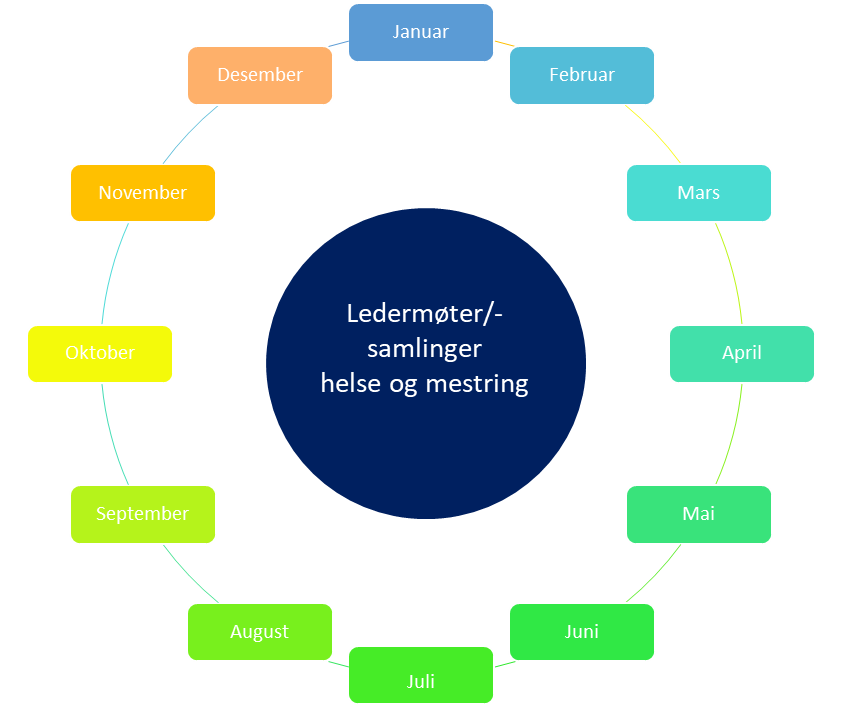 Januar
Februar
Mars
April
Mai
Juni
Juli
August
September
Oktober
November
Desember
Ledermøter/-
samlinger
helse og mestring